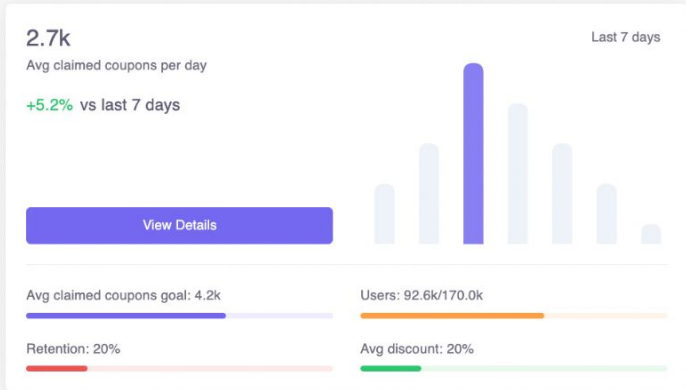 2.7k
Avg claimed coupons per day
+5.2% vs last 7 days
View Details
Last 7 days
Avg claimed coupons goal: 4.2k
Users: 92.6k/170.0k
Retention: 20%
Avg discount: 20%